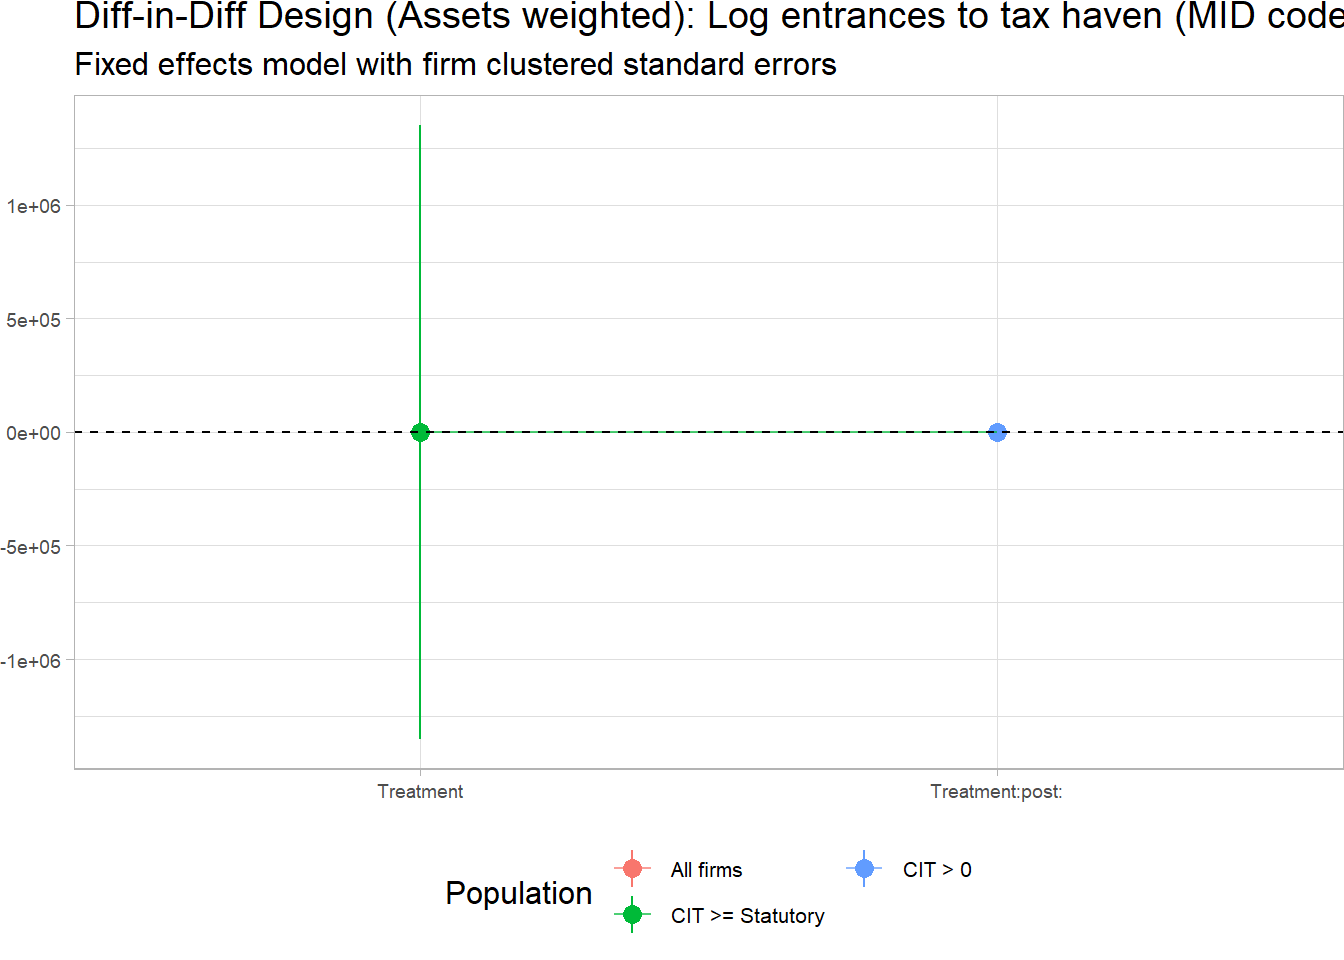 Diff-in-Diff Design (Assets weighted): Log entrances to tax haven (MID code
Fixed effects model with firm clustered standard errors
1e+06
5e+05
0e+00
-5e+05
-1e+06
Treatment
Treatment:post:
Population
All firms
CIT > 0
CIT >= Statutory